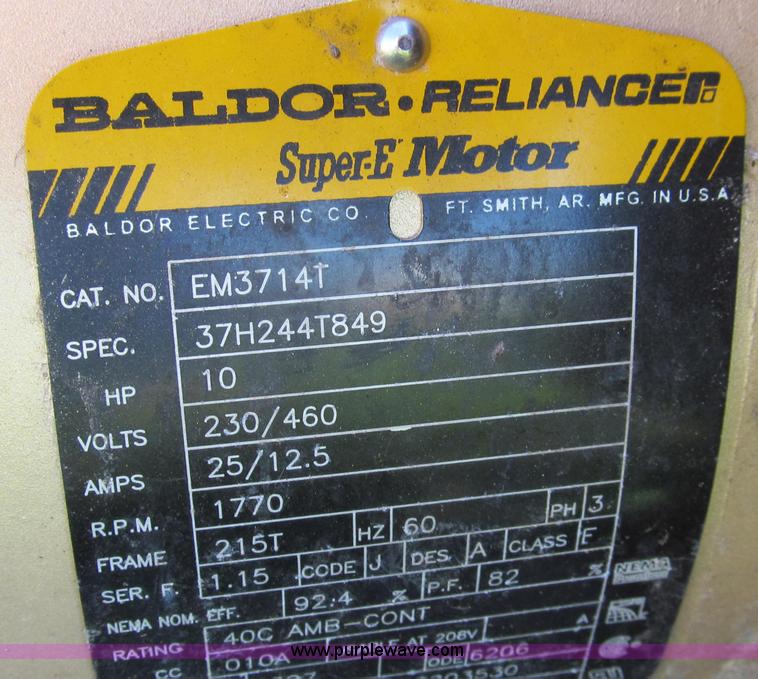 BALDOR • RELIANCER
Super-E Motor
BALDOR ELECTRIC CO. FT. SMITH, AR. MFG. IN U.S.A
CAT. NO. EM3714T
SPEC. 37H244T849
HP 10
VOLTS 230/460
AMPS 25/12.5
R.P.M. 1770
FRAME 215T HZ 60 PH 3
SER. F. 1.15 CODE J DES. A CLASS F
NEMA NOM. EFF. 92.4 % P.F. 82 %
RATING 40C AMB-CONT
CC 010A AT 208V A
ODE 6206
NEMA
www.purplewave.com